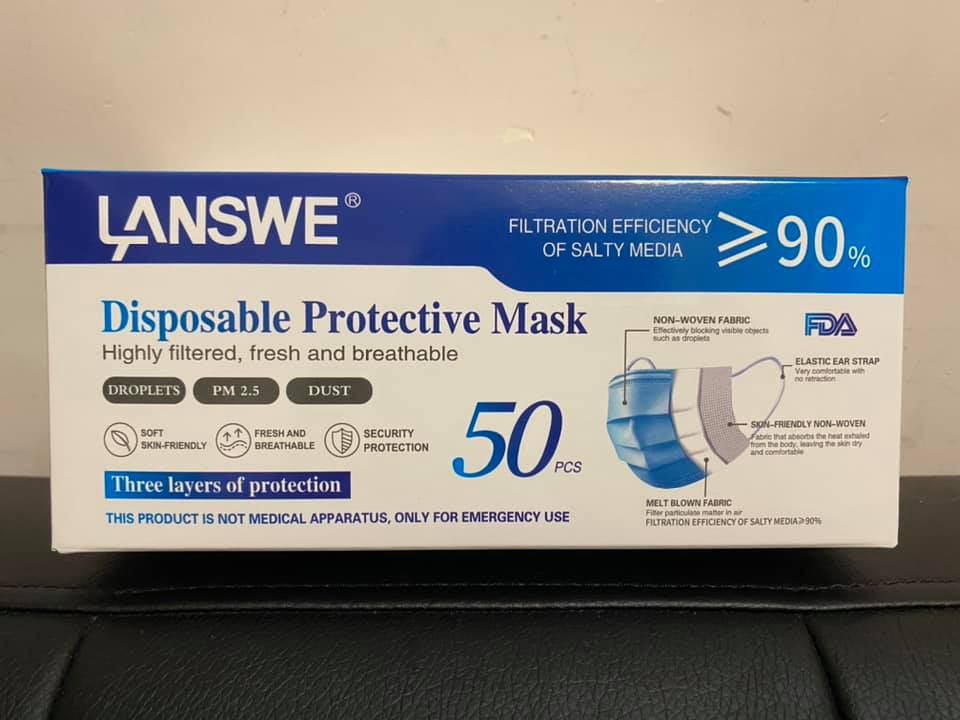 LANSWE®
FILTRATION EFFICIENCY
OF SALTY MEDIA
≥90%
Disposable Protective Mask
Highly filtered, fresh and breathable
DROPLETS
PM 2.5
DUST
SOFT
SKIN-FRIENDLY
FRESH AND
BREATHABLE
SECURITY
PROTECTION
50 PCS
Three layers of protection
THIS PRODUCT IS NOT MEDICAL APPARATUS, ONLY FOR EMERGENCY USE
NON-WOVEN FABRIC
Effectively blocking visible objects
such as droplets
FDA
ELASTIC EAR STRAP
Very comfortable with
no retraction
SKIN-FRIENDLY NON-WOVEN
Fabric that absorbs the heat exhaled
from the body, leaving the skin dry
and comfortable
MELT BLOWN FABRIC
Filter particulate matter in air
FILTRATION EFFICIENCY OF SALTY MEDIA≥90%